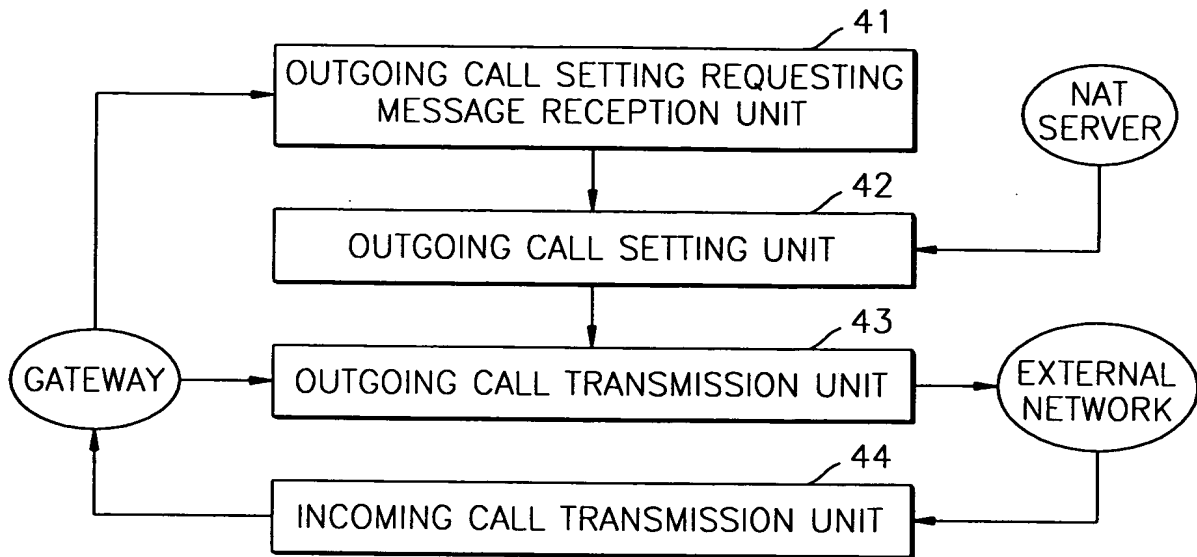 41
OUTGOING CALL SETTING REQUESTING
MESSAGE RECEPTION UNIT
NAT
SERVER
42
OUTGOING CALL SETTING UNIT
43
GATEWAY
OUTGOING CALL TRANSMISSION UNIT
EXTERNAL
NETWORK
44
INCOMING CALL TRANSMISSION UNIT